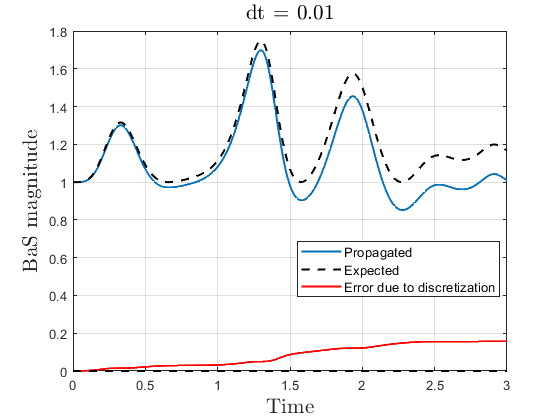 dt = 0.01
1.8
1.6
1.4
1.2
1
0.8
0.6
0.4
0.2
0
BaS magnitude
Propagated
Expected
Error due to discretization
0 0.5 1 1.5 2 2.5 3
Time